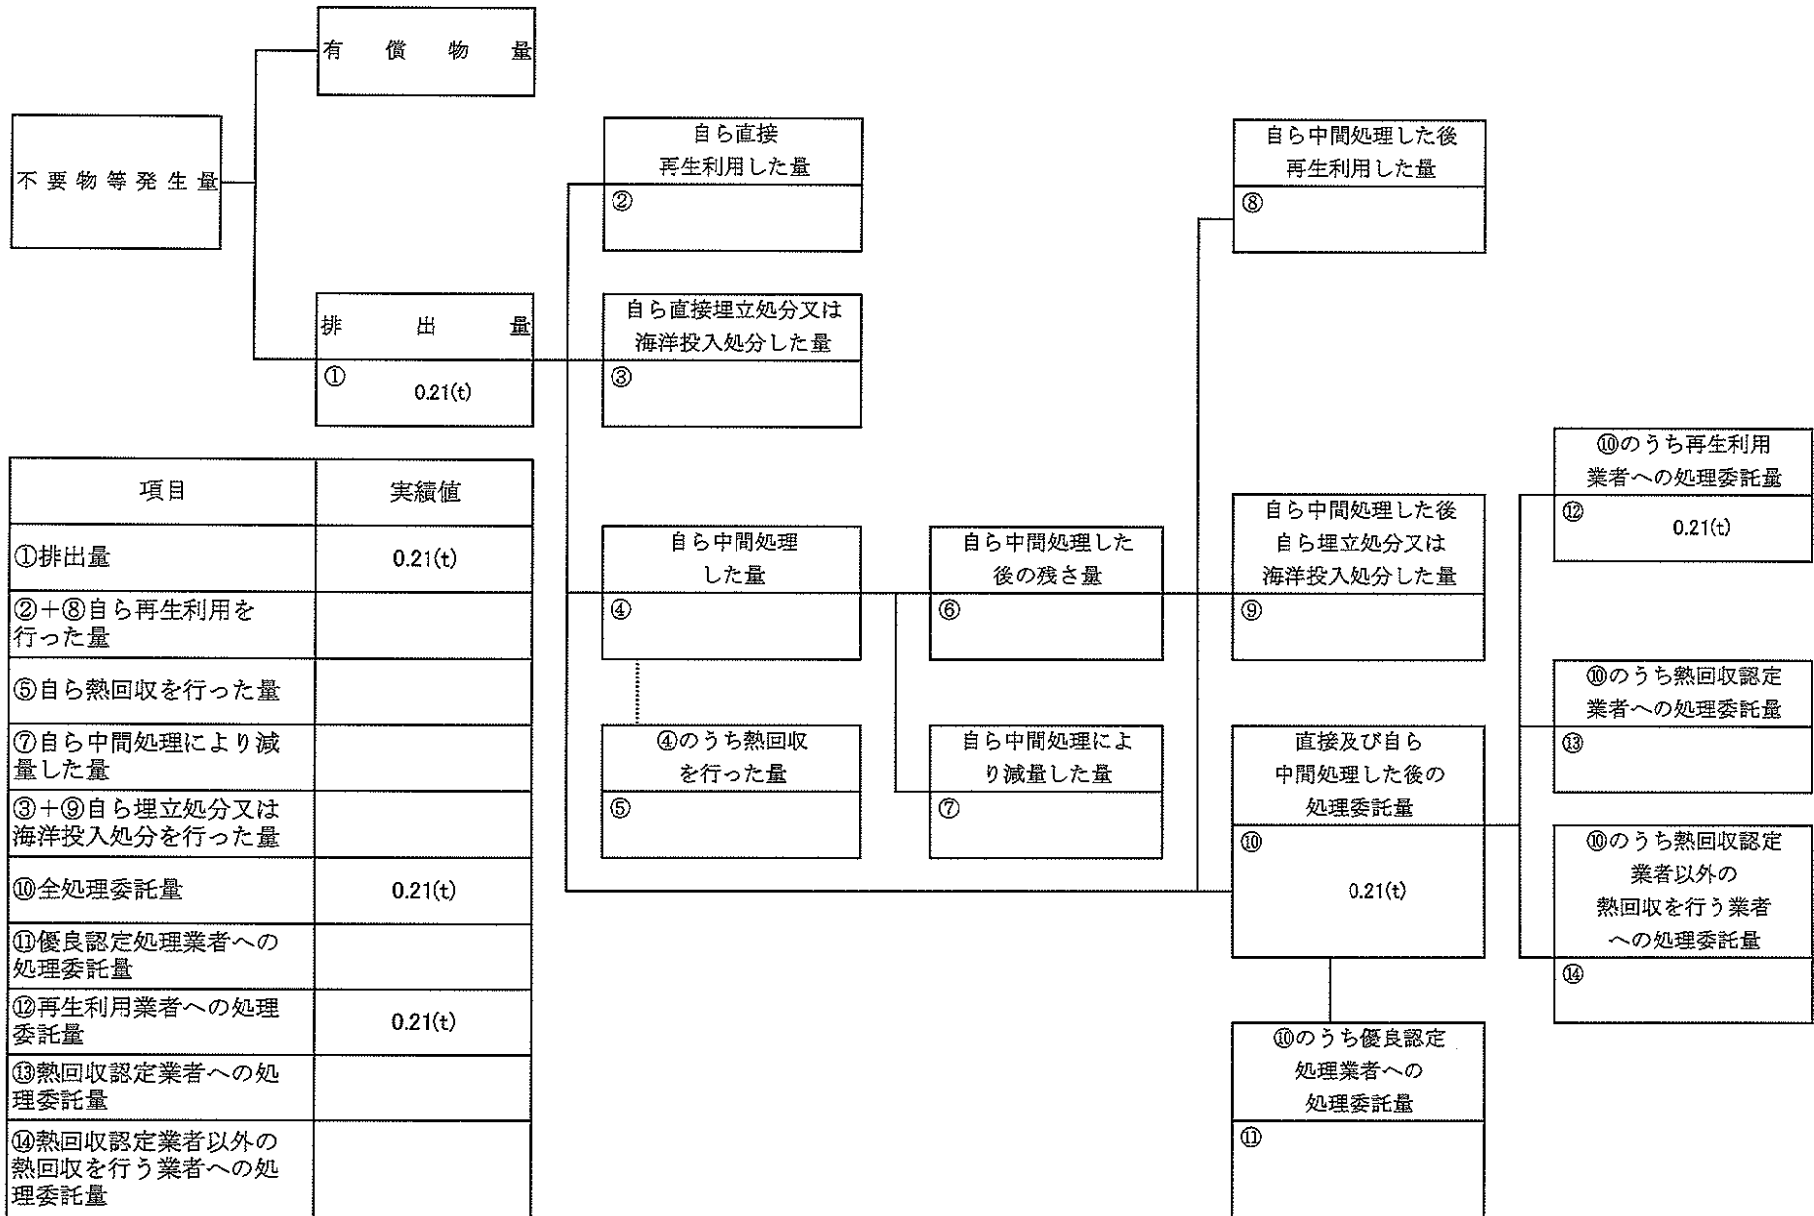 有償物量
不要物等発生量
排出量
①
0.21(t)
自ら直接
再生利用した量
②
自ら直接埋立処分又は
海洋投入処分した量
③
自ら中間処理
した量
④
④のうち熱回収
を行った量
⑤
自ら中間処理した
後の残さ量
⑥
自ら中間処理によ
り減量した量
⑦
自ら中間処理した後
再生利用した量
⑧
自ら中間処理した後
自ら埋立処分又は
海洋投入処分した量
⑨
直接及び自ら
中間処理した後の
処理委託量
⑩
0.21(t)
⑩のうち優良認定
処理業者への
処理委託量
⑪
⑩のうち再生利用
業者への処理委託量
⑫
0.21(t)
⑩のうち熱回収認定
業者への処理委託量
⑬
⑩のうち熱回収認定
業者以外の
熱回収を行う業者
への処理委託量
⑭
項目 実績値
①排出量 0.21(t)
②+⑧自ら再生利用を
行った量
⑤自ら熱回収を行った量
⑦自ら中間処理により減
量した量
③+⑨自ら埋立処分又は
海洋投入処分を行った量
⑩全処理委託量 0.21(t)
⑪優良認定処理業者への
処理委託量
⑫再生利用業者への処理
委託量 0.21(t)
⑬熱回収認定業者への処
理委託量
⑭熱回収認定業者以外の
熱回収を行う業者への処
理委託量